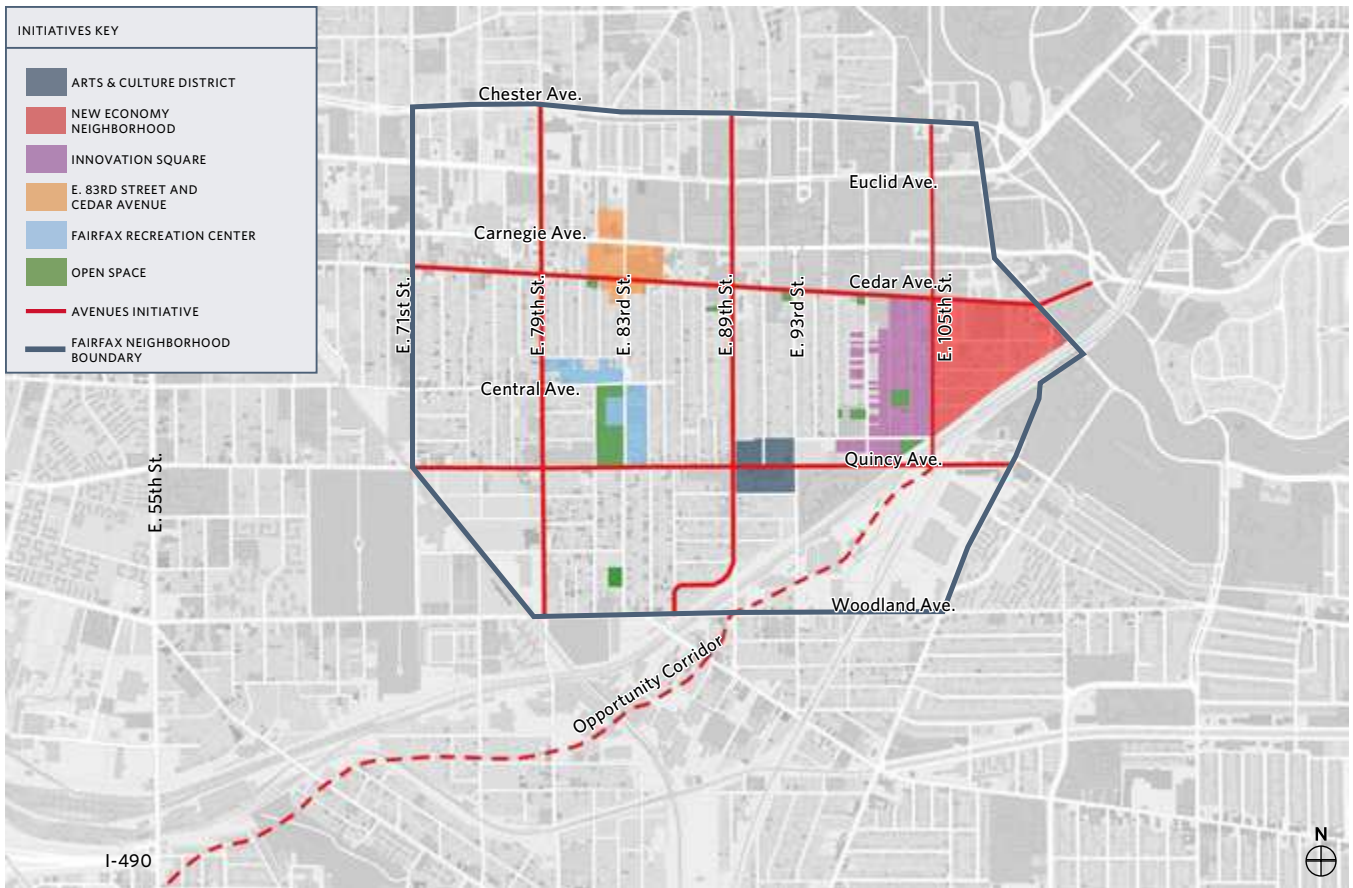 INITIATIVES KEY
ARTS & CULTURE DISTRICT
NEW ECONOMY
NEIGHBORHOOD
INNOVATION SQUARE
E. 83RD STREET AND
CEDAR AVENUE
FAIRFAX RECREATION CENTER
OPEN SPACE
AVENUES INITIATIVE
FAIRFAX NEIGHBORHOOD
BOUNDARY
Chester Ave.
Euclid Ave.
Carnegie Ave.
Cedar Ave.
E. 71st St.
E. 79th St.
E. 83rd St.
E. 89th St.
E. 93rd St.
E. 105th St.
Central Ave.
Quincy Ave.
E. 55th St.
Woodland Ave.
Opportunity Corridor
I-490
N